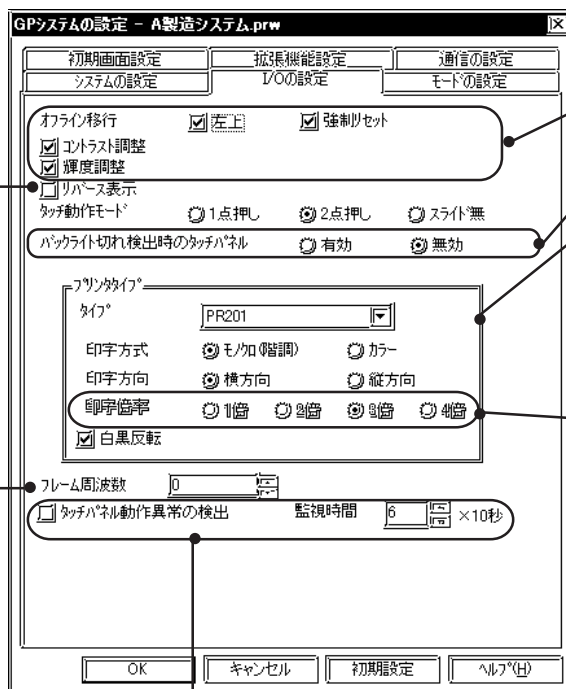 GPシステムの設定 − A製造システム.prw
初期画面設定 拡張機能設定 通信の設定
システムの設定 I/Oの設定 モードの設定
オフライン移行 左上 強制リセット
コントラスト調整
輝度調整
リバース表示
タッチ動作モード 1点押し 2点押し スライド無
バックライト切れ検出時のタッチパネル 有効 無効
プリンタタイプ
タイプ PR201
印字方式 モノクロ(階調) カラー
印字方向 横方向 縦方向
印字倍率 1倍 2倍 3倍 4倍
白黒反転
フレーム周波数 0
タッチパネル動作異常の検出 監視時間 6 ×10秒
OK キャンセル 初期設定 ヘルプ(H)